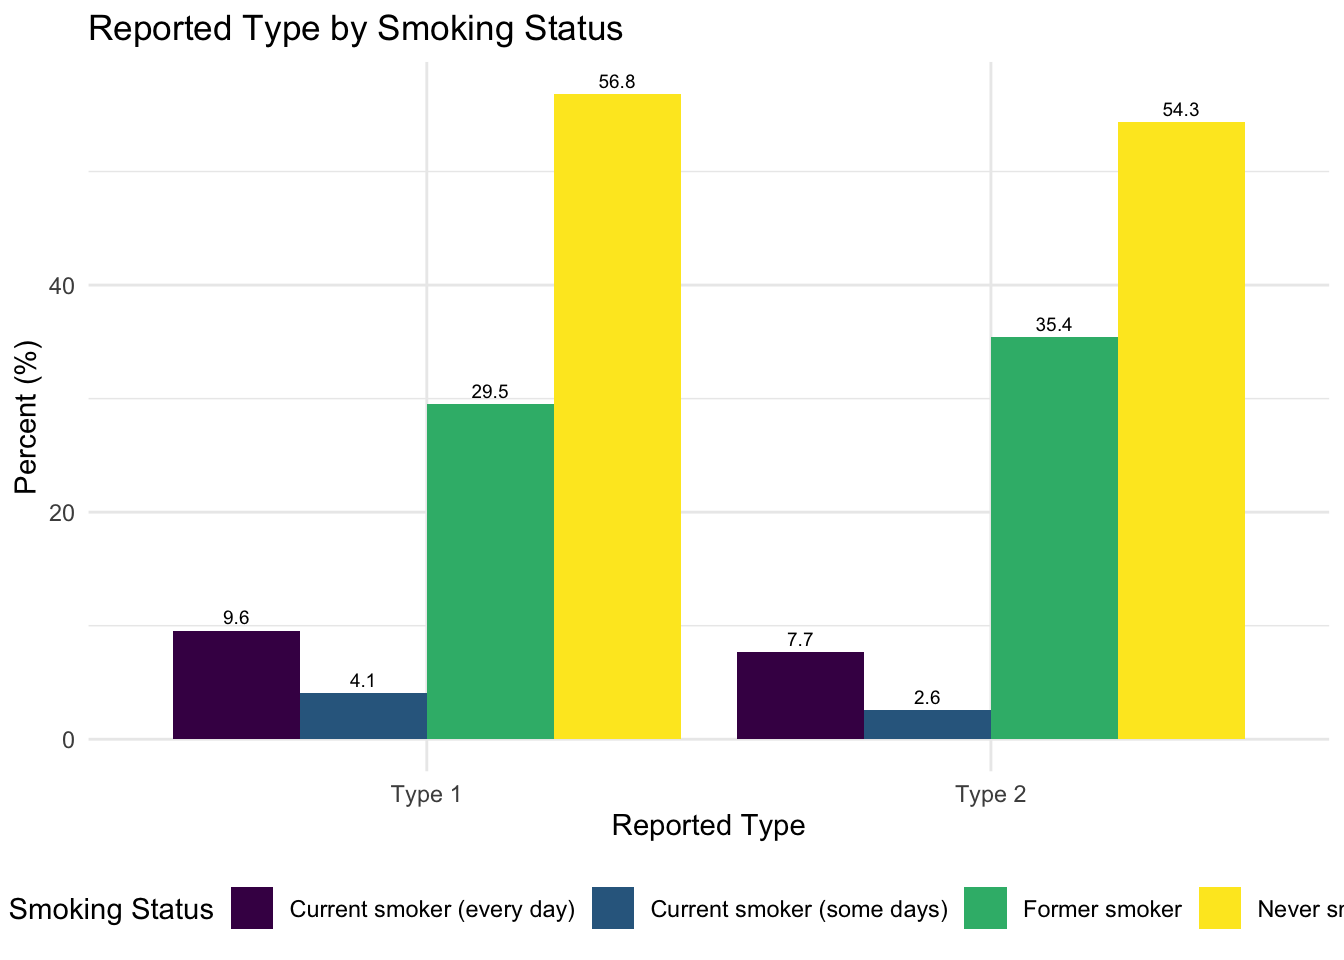 Reported Type by Smoking Status
56.8
54.3
35.4
29.5
9.6
7.7
4.1
2.6
40
20
0
Percent (%)
Type 1 Type 2
Reported Type
Smoking Status Current smoker (every day) Current smoker (some days) Former smoker Never